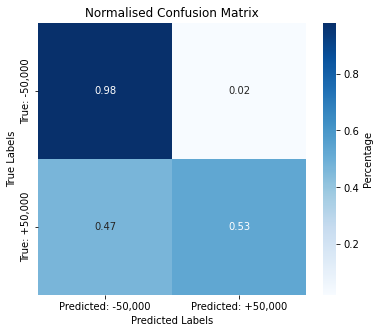 Normalised Confusion Matrix
True Labels
True: -50,000
True: +50,000
0.98
0.02
0.47
0.53
Predicted: -50,000
Predicted: +50,000
Predicted Labels
0.8
0.6
0.4
0.2
Percentage